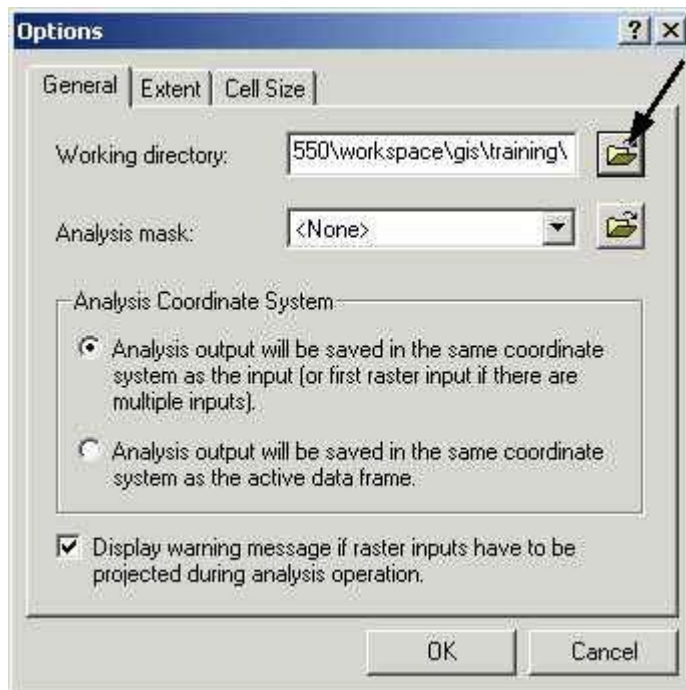 Options
General Extent Cell Size
Working directory: 550\workspace\gis\training\
Analysis mask: <None>
Analysis Coordinate System
Analysis output will be saved in the same coordinate
system as the input (or first raster input if there are
multiple inputs).
Analysis output will be saved in the same coordinate
system as the active data frame.
Display warning message if raster inputs have to be
projected during analysis operation.
OK Cancel